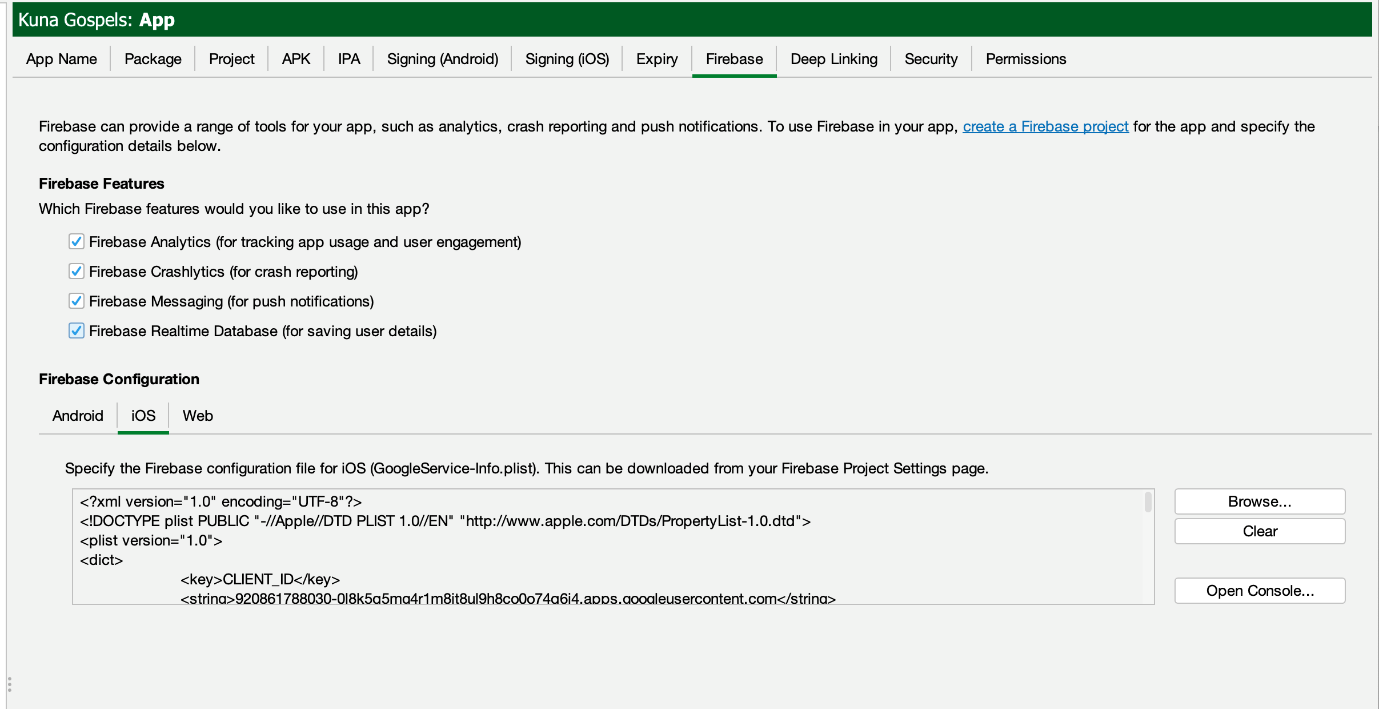 Kuna Gospels: App
App Name Package Project APK IPA Signing (Android) Signing (iOS) Expiry Firebase Deep Linking Security Permissions
Firebase can provide a range of tools for your app, such as analytics, crash reporting and push notifications. To use Firebase in your app, create a Firebase project for the app and specify the
configuration details below.
Firebase Features
Which Firebase features would you like to use in this app?
Firebase Analytics (for tracking app usage and user engagement)
Firebase Crashlytics (for crash reporting)
Firebase Messaging (for push notifications)
Firebase Realtime Database (for saving user details)
Firebase Configuration
Android iOS Web
Specify the Firebase configuration file for iOS (GoogleService-Info.plist). This can be downloaded from your Firebase Project Settings page.
<?xml version="1.0" encoding="UTF-8"?>
<!DOCTYPE plist PUBLIC "-//Apple//DTD PLIST 1.0//EN" "http://www.apple.com/DTDs/PropertyList-1.0.dtd">
<plist version="1.0">
<dict>
<key>CLIENT_ID</key>
Browse...
Clear
Open Console...